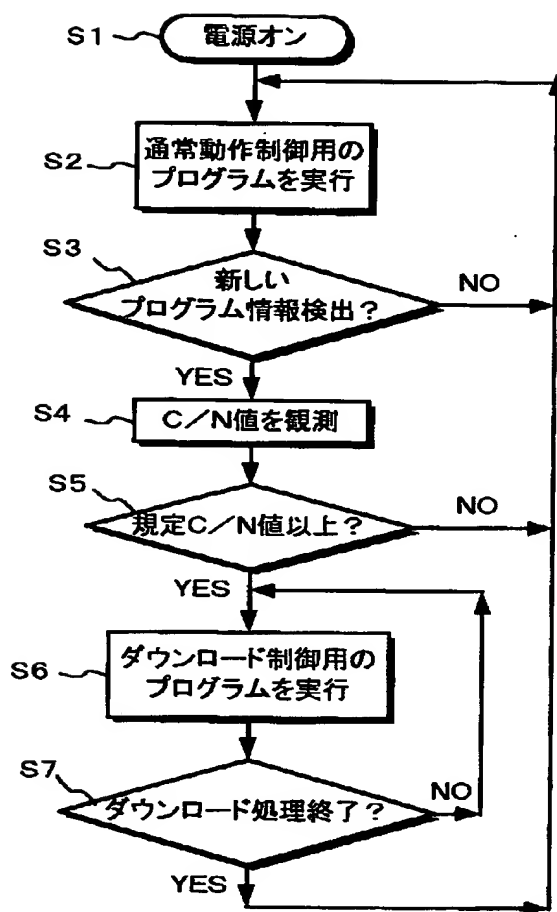 S1
電源オン
S2
通常動作制御用の
プログラムを実行
S3
新しい
プログラム情報検出?
NO
YES
S4
C/N値を観測
S5
規定C/N値以上?
NO
YES
S6
ダウンロード制御用の
プログラムを実行
S7
ダウンロード処理終了?
NO
YES